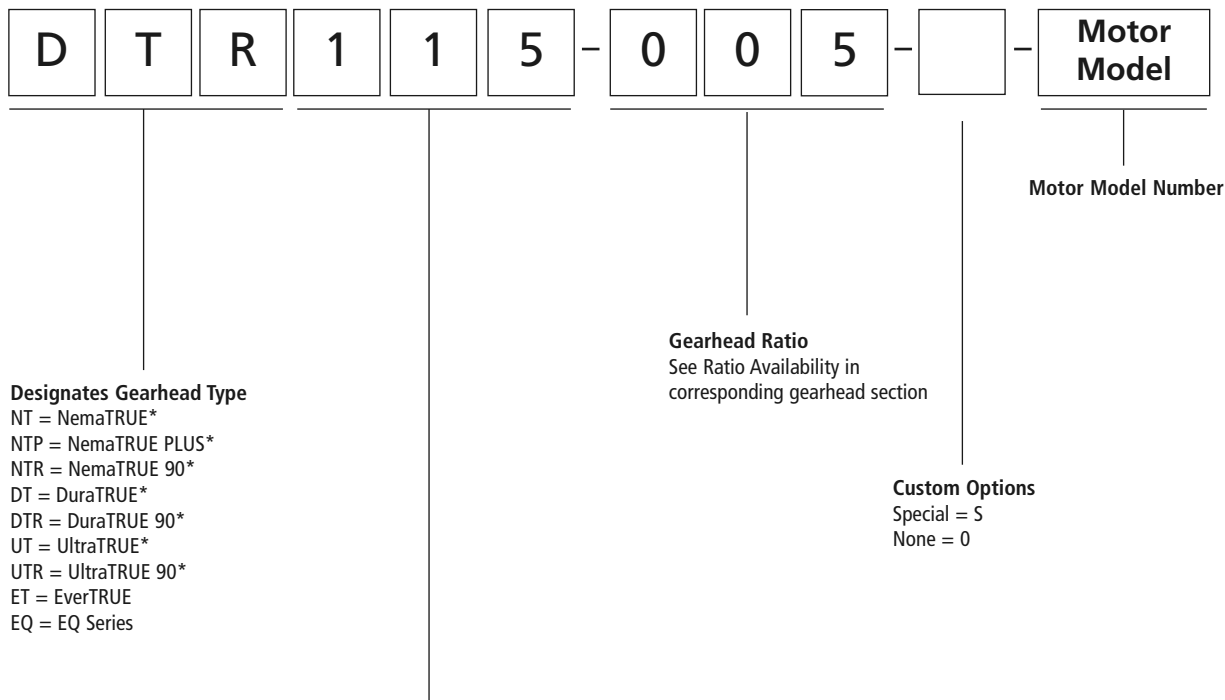 D T R 1 1 5 – 0 0 5 – – Motor Model
Motor Model Number
Gearhead Ratio
See Ratio Availability in
corresponding gearhead section
Designates Gearhead Type
NT = NemaTRUE*
NTP = NemaTRUE PLUS*
NTR = NemaTRUE 90*
DT = DuraTRUE*
DTR = DuraTRUE 90*
UT = UltraTRUE*
UTR = UltraTRUE 90*
ET = EverTRUE
EQ = EQ Series
Custom Options
Special = S
None = 0